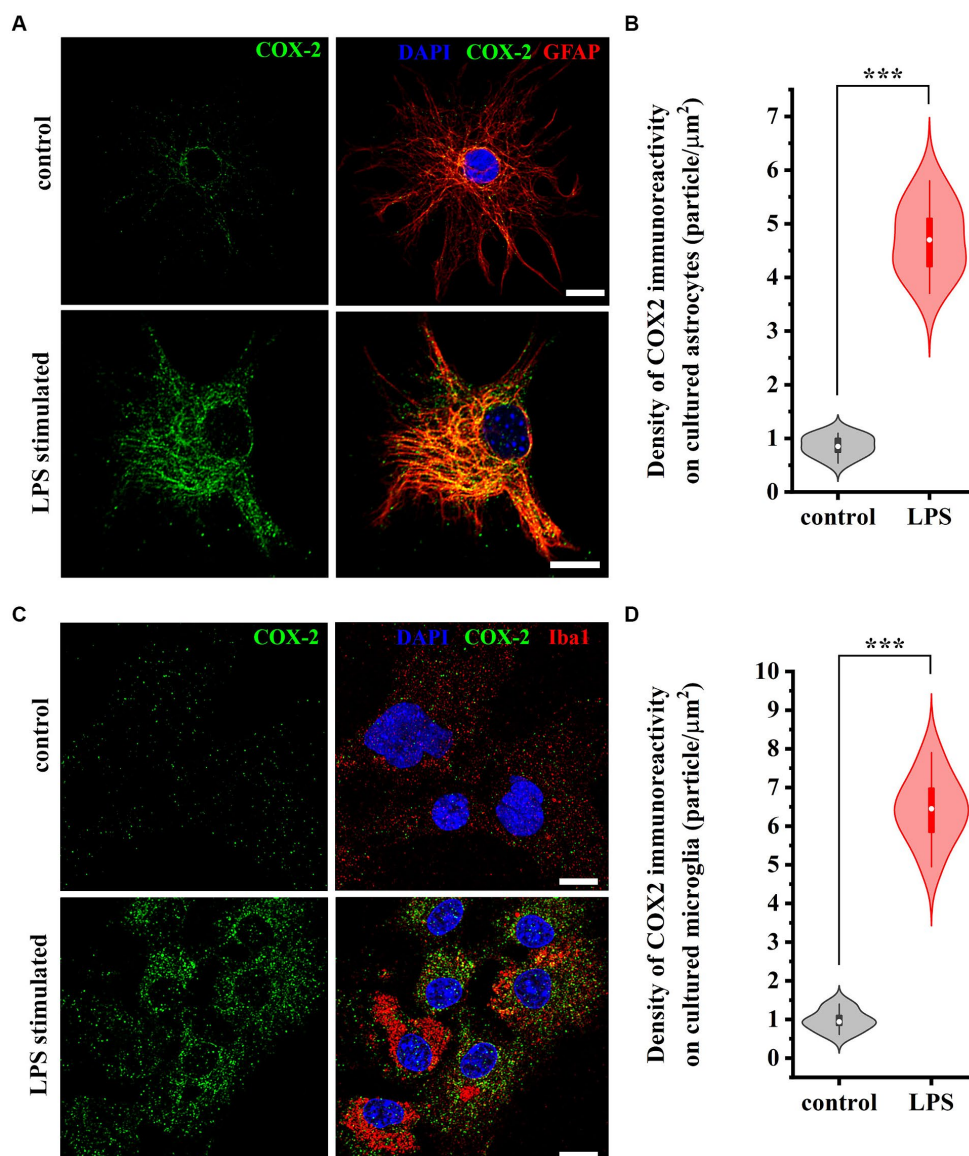 A
COX-2
DAPI COX-2 GFAP
control
LPS stimulated
B
***
Density of COX2 immunoreactivity
on cultured astrocytes (particle/μm²)
7
6
5
4
3
2
1
0
control LPS
C
COX-2
DAPI COX-2 Iba1
control
LPS stimulated
D
***
Density of COX2 immunoreactivity
on cultured microglia (particle/μm²)
10
9
8
7
6
5
4
3
2
1
0
control LPS